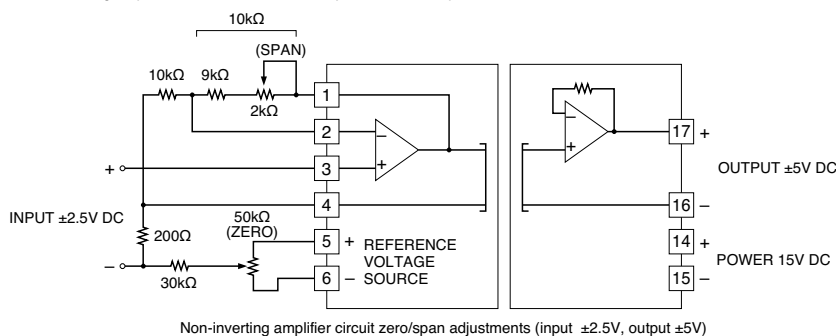 10kΩ
(SPAN)
10kΩ 9kΩ
2kΩ
1
2
3
4
5
6
−
+
+
INPUT ±2.5V DC
−
200Ω
30kΩ
50kΩ
(ZERO)
+
−
REFERENCE
VOLTAGE
SOURCE
−
+
17 +
OUTPUT ±5V DC
16 −
14 +
POWER 15V DC
15 −
Non-inverting amplifier circuit zero/span adjustments (input ±2.5V, output ±5V)